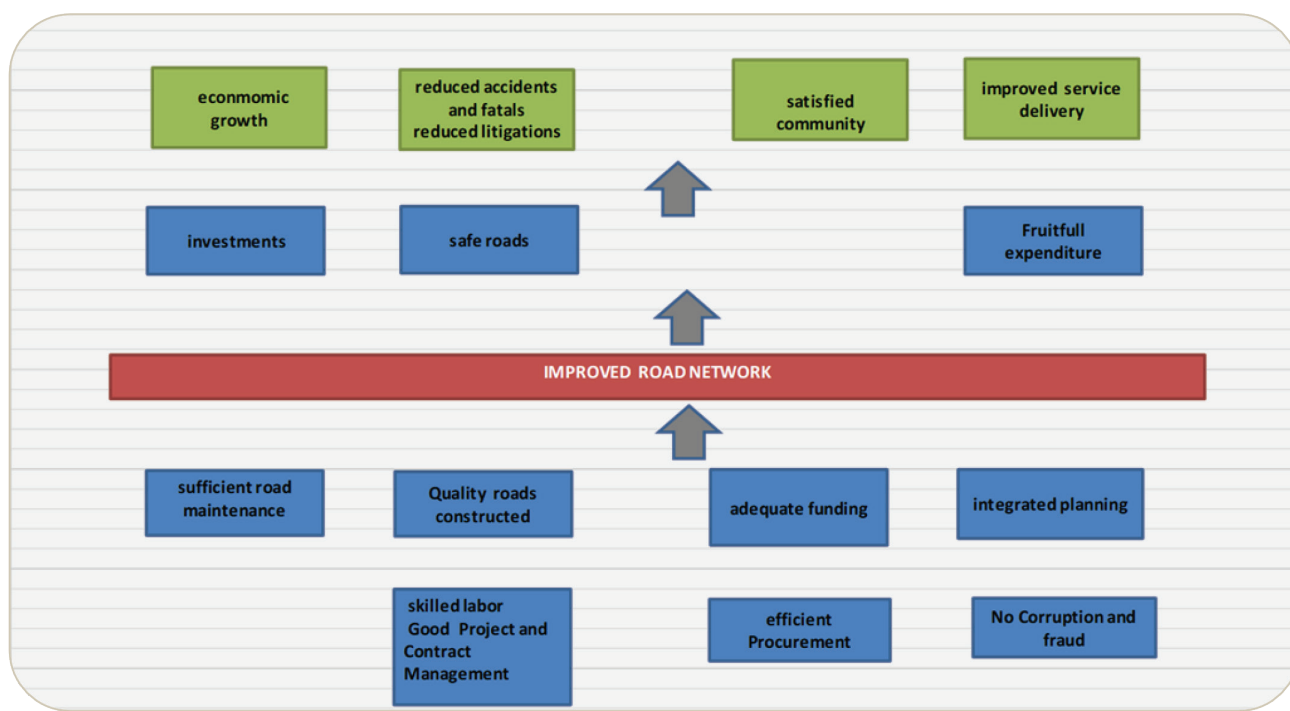 econmomic
growth
reduced accidents
and fatals
reduced litigations
satisfied
community
improved service
delivery
investments
safe roads
Fruitfull
expenditure
IMPROVED ROAD NETWORK
sufficient road
maintenance
Quality roads
constructed
adequate funding
integrated planning
skilled labor
Good Project and
Contract
Management
efficient
Procurement
No Corruption and
fraud